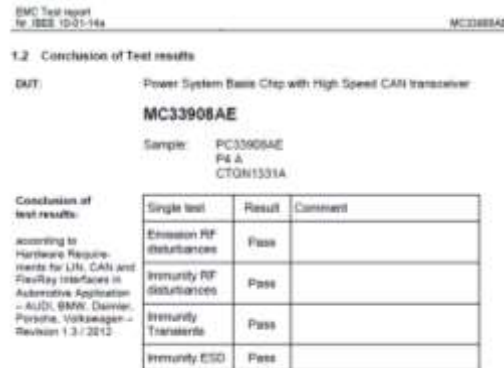 EMC Test report
Nr. IBEE 10-01-14a
MC33908AE
1.2 Conclusion of Test results
DUT: Power System Basis Chip with High Speed CAN transceiver
MC33908AE
Sample: PC33908AE
P4 A
CTGN1331A
Conclusion of
test results:
according to
Hardware Require-
ments for LIN, CAN and
FlexRay Interfaces in
Automotive Application
– AUDI, BMW, Daimler,
Porsche, Volkswagen –
Revision 1.3 / 2012
Single test Result Comment
Emission RF
disturbances Pass
Immunity RF
disturbances Pass
Immunity
Transients Pass
Immunity ESD Pass